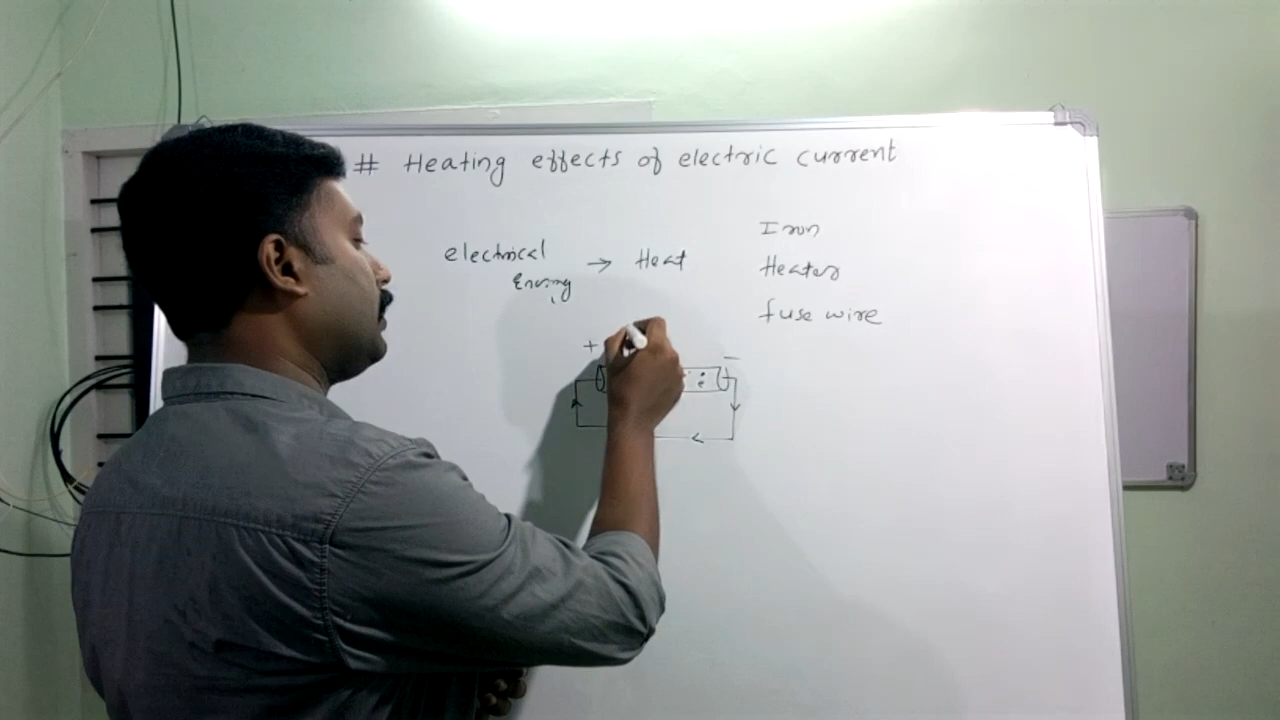 # Heating effects of electric current
electrical → Heat
Energy
Iron
Heater
fuse wire
+ −
e